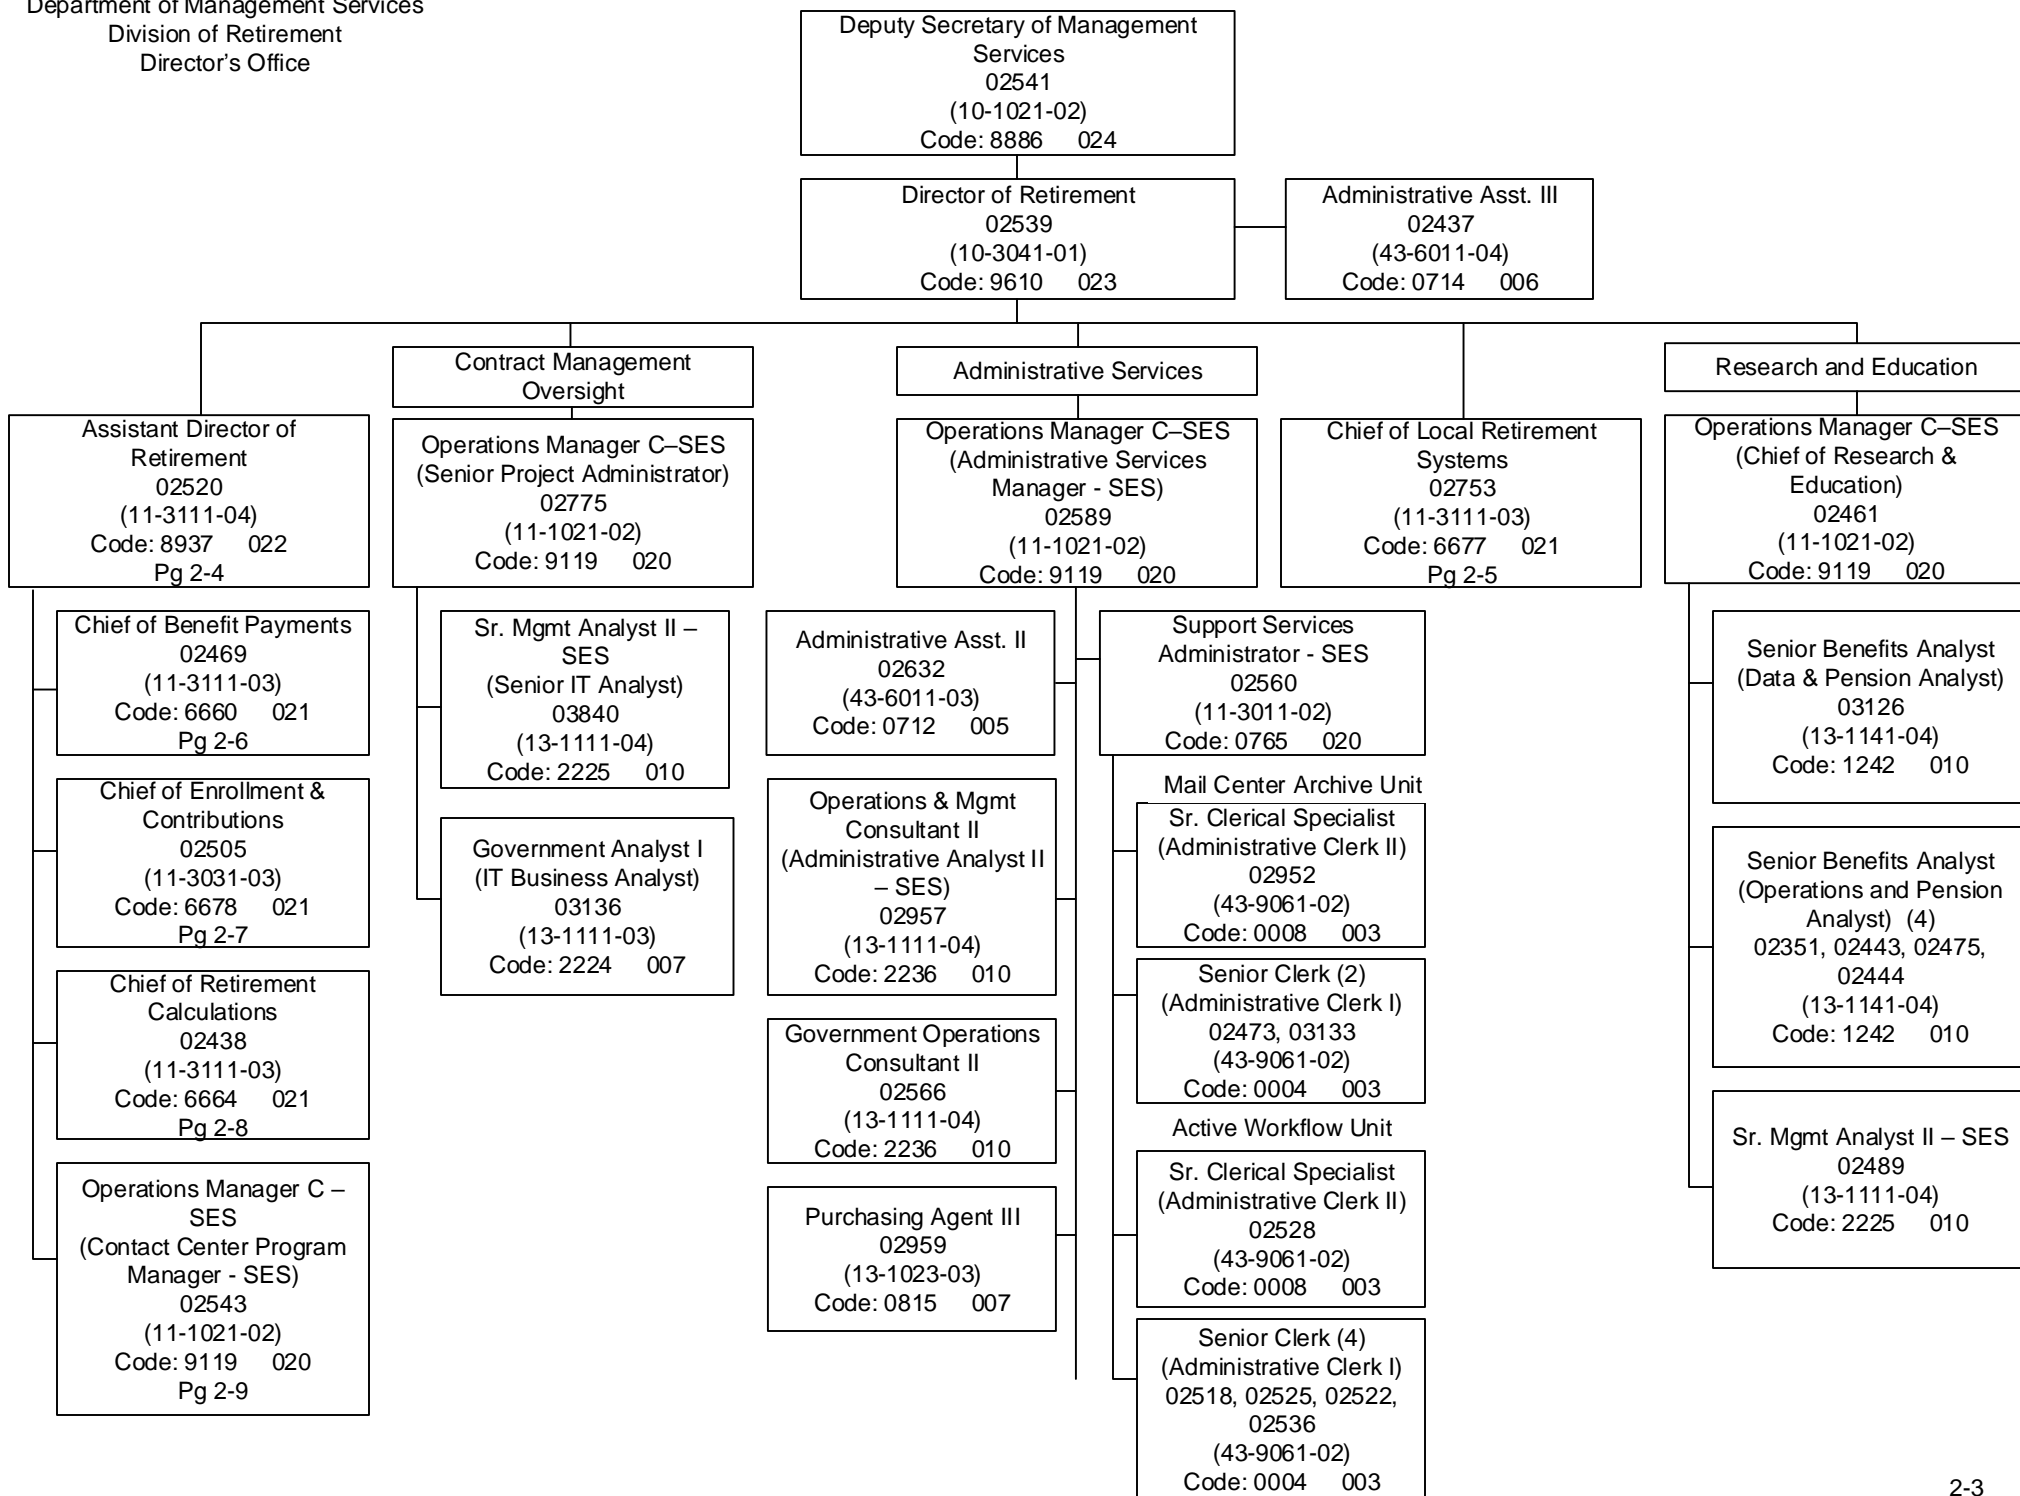 Department of Management Services
Division of Retirement
Director's Office
Deputy Secretary of Management
Services
02541
(10-1021-02)
Code: 8886 024
Director of Retirement
02539
(10-3041-01)
Code: 9610 023
Administrative Asst. III
02437
(43-6011-04)
Code: 0714 006
Assistant Director of
Retirement
02520
(11-3111-04)
Code: 8937 022
Pg 2-4
Chief of Benefit Payments
02469
(11-3111-03)
Code: 6660 021
Pg 2-6
Chief of Enrollment &
Contributions
02505
(11-3031-03)
Code: 6678 021
Pg 2-7
Chief of Retirement
Calculations
02438
(11-3111-03)
Code: 6664 021
Pg 2-8
Operations Manager C –
SES
(Contact Center Program
Manager - SES)
02543
(11-1021-02)
Code: 9119 020
Pg 2-9
Contract Management
Oversight
Operations Manager C–SES
(Senior Project Administrator)
02775
(11-1021-02)
Code: 9119 020
Sr. Mgmt Analyst II –
SES
(Senior IT Analyst)
03840
(13-1111-04)
Code: 2225 010
Government Analyst I
(IT Business Analyst)
03136
(13-1111-03)
Code: 2224 007
Administrative Services
Operations Manager C–SES
(Administrative Services
Manager - SES)
02589
(11-1021-02)
Code: 9119 020
Administrative Asst. II
02632
(43-6011-03)
Code: 0712 005
Operations & Mgmt
Consultant II
(Administrative Analyst II
– SES)
02957
(13-1111-04)
Code: 2236 010
Government Operations
Consultant II
02566
(13-1111-04)
Code: 2236 010
Purchasing Agent III
02959
(13-1023-03)
Code: 0815 007
Support Services
Administrator - SES
02560
(11-3011-02)
Code: 0765 020
Mail Center Archive Unit
Sr. Clerical Specialist
(Administrative Clerk II)
02952
(43-9061-02)
Code: 0008 003
Senior Clerk (2)
(Administrative Clerk I)
02473, 03133
(43-9061-02)
Code: 0004 003
Active Workflow Unit
Sr. Clerical Specialist
(Administrative Clerk II)
02528
(43-9061-02)
Code: 0008 003
Senior Clerk (4)
(Administrative Clerk I)
02518, 02525, 02522,
02536
(43-9061-02)
Code: 0004 003
Chief of Local Retirement
Systems
02753
(11-3111-03)
Code: 6677 021
Pg 2-5
Research and Education
Operations Manager C–SES
(Chief of Research &
Education)
02461
(11-1021-02)
Code: 9119 020
Senior Benefits Analyst
(Data & Pension Analyst)
03126
(13-1141-04)
Code: 1242 010
Senior Benefits Analyst
(Operations and Pension
Analyst) (4)
02351, 02443, 02475,
02444
(13-1141-04)
Code: 1242 010
Sr. Mgmt Analyst II – SES
02489
(13-1111-04)
Code: 2225 010
2-3